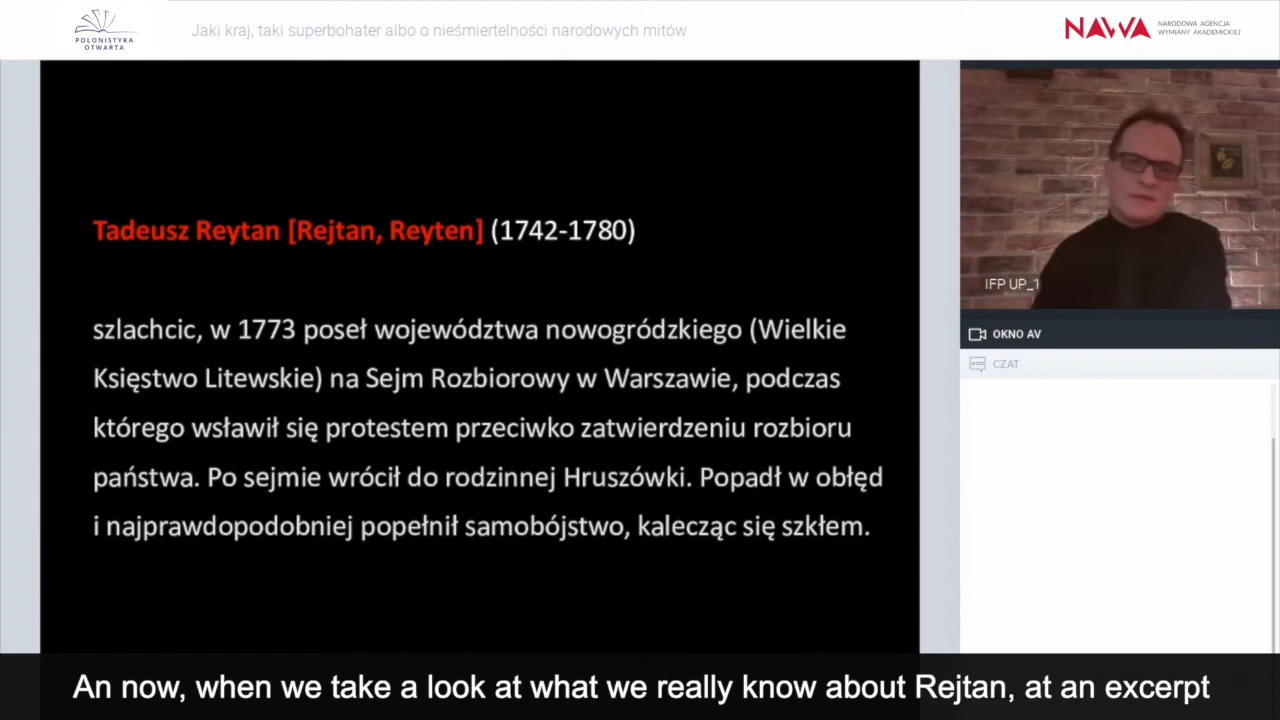 POLONISTYKA
OTWARTA
Jaki kraj, taki superbohater albo o nieśmiertelności narodowych mitów
NAWA
NARODOWA AGENCJA
WYMIANY AKADEMICKIEJ
Tadeusz Reytan [Rejtan, Reyten] (1742-1780)
szlachcic, w 1773 poseł województwa nowogródzkiego (Wielkie
Księstwo Litewskie) na Sejm Rozbiorowy w Warszawie, podczas
którego wsławił się protestem przeciwko zatwierdzeniu rozbioru
państwa. Po sejmie wrócił do rodzinnej Hruszówki. Popadł w obłęd
i najprawdopodobniej popełnił samobójstwo, kalecząc się szkłem.
IFP UP_1
OKNO AV
CZAT
An now, when we take a look at what we really know about Rejtan, at an excerpt